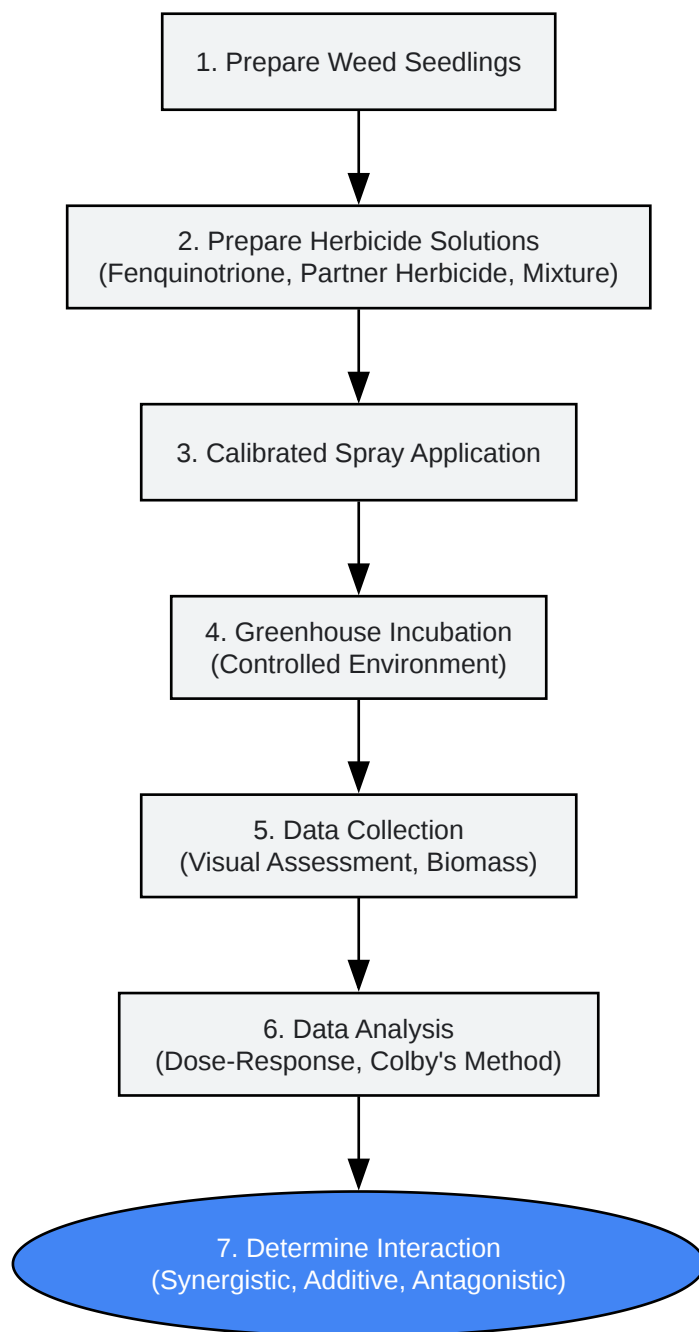 1. Prepare Weed Seedlings
2. Prepare Herbicide Solutions
(Fenquinotrione, Partner Herbicide, Mixture)
3. Calibrated Spray Application
4. Greenhouse Incubation
(Controlled Environment)
5. Data Collection
(Visual Assessment, Biomass)
6. Data Analysis
(Dose-Response, Colby's Method)
7. Determine Interaction
(Synergistic, Additive, Antagonistic)